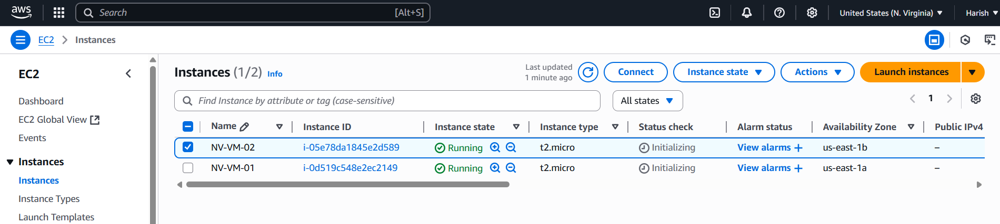 aws Search [Alt+S] United States (N. Virginia) Harish
EC2 Instances
EC2
Dashboard
EC2 Global View
Events
Instances
Instances
Instance Types
Launch Templates
Instances (1/2) Info
Last updated
1 minute ago
Connect Instance state Actions Launch instances
Find Instance by attribute or tag (case-sensitive) All states 1
Name Instance ID Instance state Instance type Status check Alarm status Availability Zone Public IPv4
NV-VM-02 i-05e78da1845e2d589 Running t2.micro Initializing View alarms + us-east-1b –
NV-VM-01 i-0d519c548e2ec2149 Running t2.micro Initializing View alarms + us-east-1a –